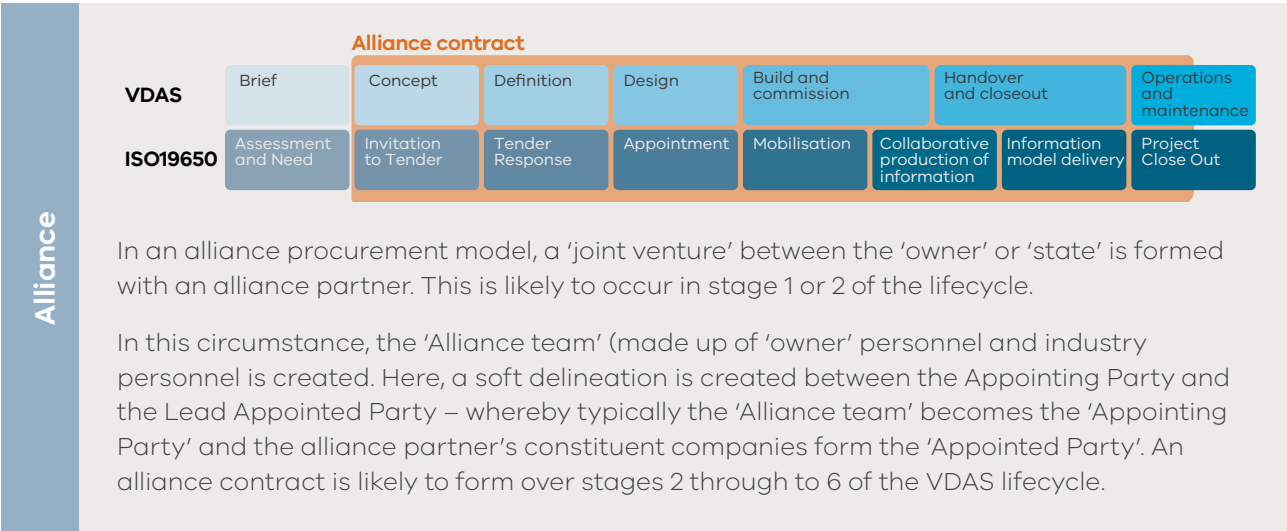 Alliance contract
VDAS
Brief
Concept
Definition
Design
Build and
commission
Handover
and closeout
Operations
and
maintenance
ISO19650
Assessment
and Need
Invitation
to Tender
Tender
Response
Appointment
Mobilisation
Collaborative
production of
information
Information
model delivery
Project
Close Out
Alliance
In an alliance procurement model, a ‘joint venture’ between the ‘owner’ or ‘state’ is formed
with an alliance partner. This is likely to occur in stage 1 or 2 of the lifecycle.
In this circumstance, the ‘Alliance team’ (made up of ‘owner’ personnel and industry
personnel is created. Here, a soft delineation is created between the Appointing Party and
the Lead Appointed Party – whereby typically the ‘Alliance team’ becomes the ‘Appointing
Party’ and the alliance partner’s constituent companies form the ‘Appointed Party’. An
alliance contract is likely to form over stages 2 through to 6 of the VDAS lifecycle.